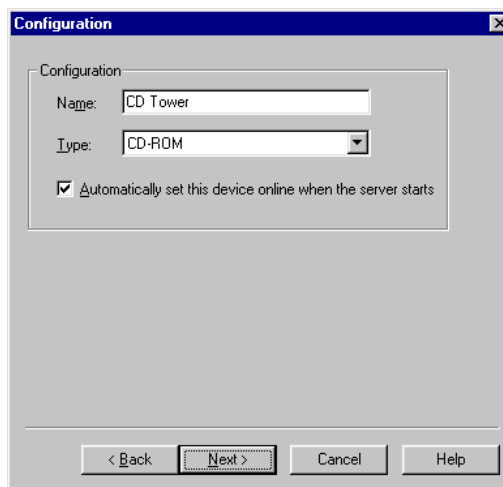 Configuration
Configuration
Name: CD Tower
Type: CD-ROM
Automatically set this device online when the server starts
< Back Next > Cancel Help